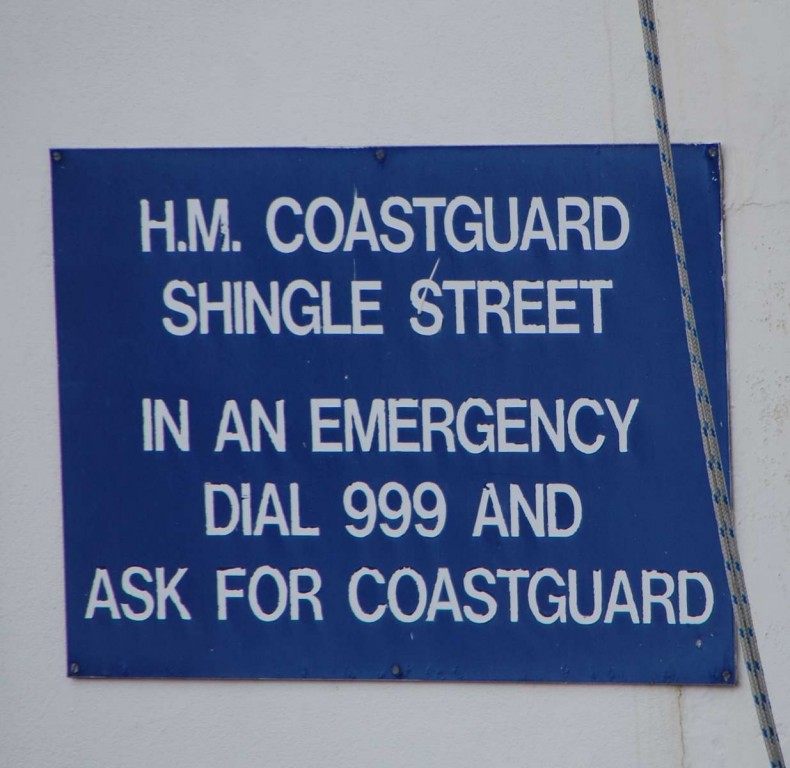 H.M. COASTGUARD
SHINGLE STREET
IN AN EMERGENCY
DIAL 999 AND
ASK FOR COASTGUARD